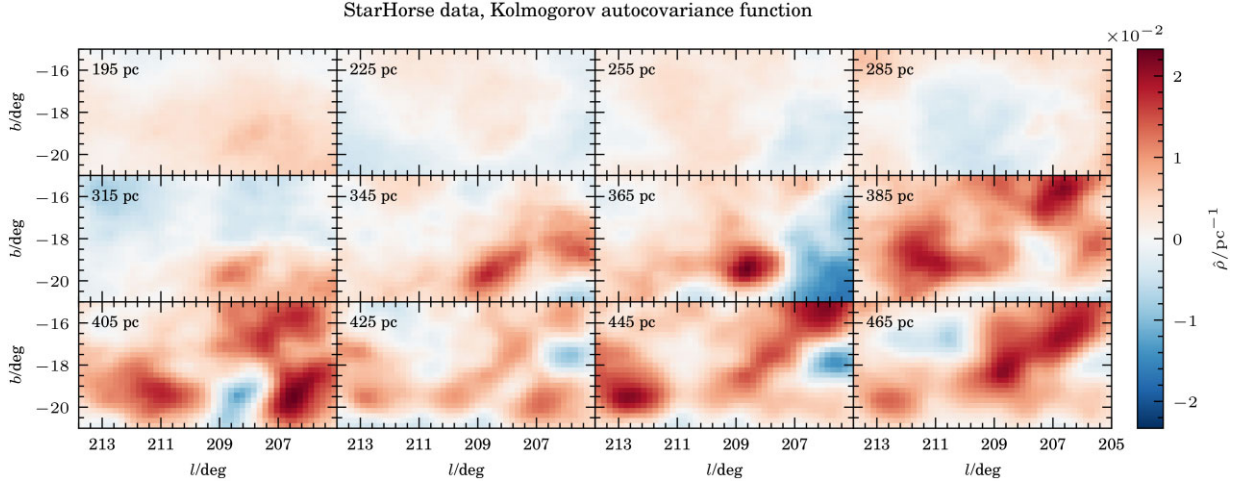 StarHorse data, Kolmogorov autocovariance function
×10⁻²
195 pc 225 pc 255 pc 285 pc
−16
−18
−20
b/deg
315 pc 345 pc 365 pc 385 pc
−16
−18
−20
b/deg
405 pc 425 pc 445 pc 465 pc
−16
−18
−20
b/deg
213 211 209 207 213 211 209 207 213 211 209 207 213 211 209 207 205
l/deg l/deg l/deg l/deg
2
1
0
−1
−2
ρ̂/pc⁻¹